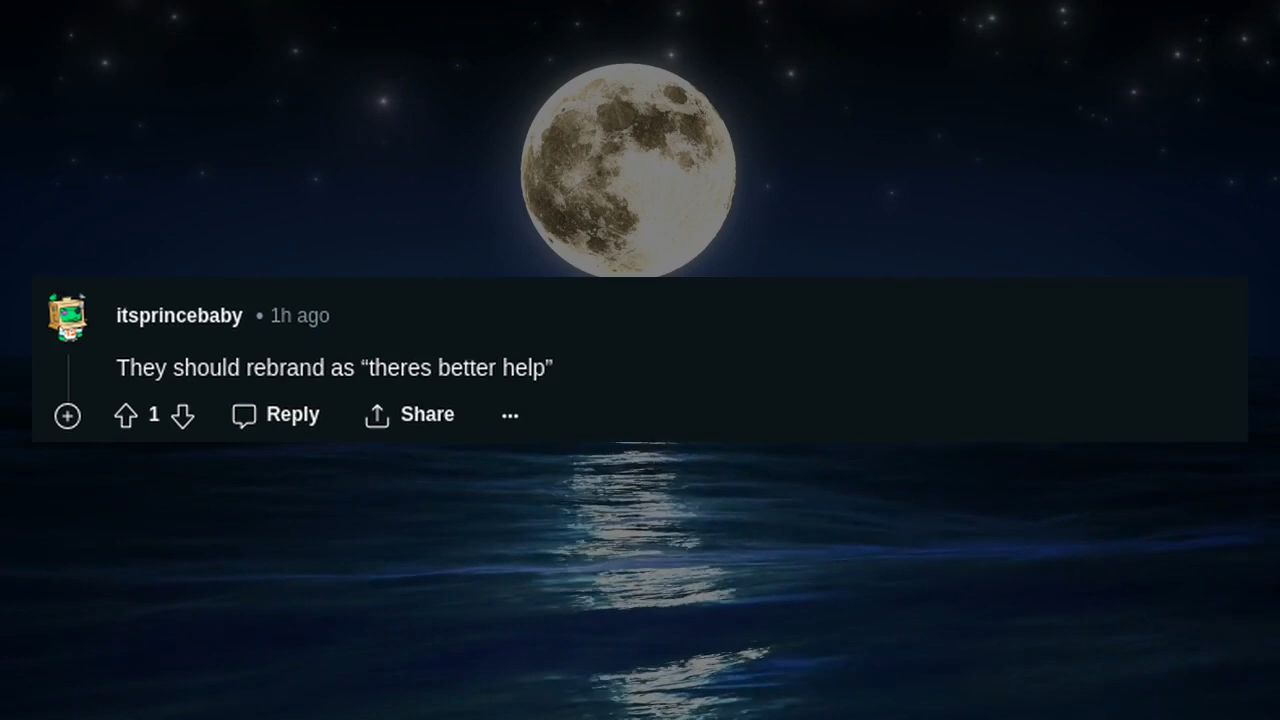 itsprincebaby • 1h ago
They should rebrand as “theres better help”
1 Reply Share ...